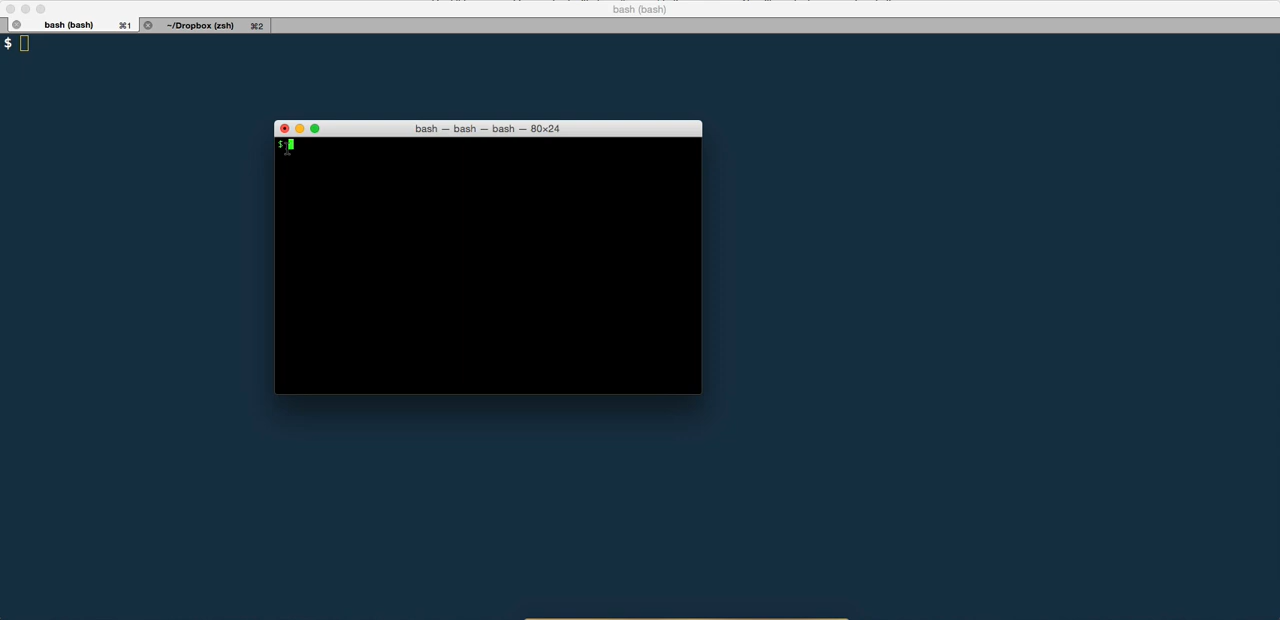 bash (bash)
bash (bash) ⌘1 ~/Dropbox (zsh) ⌘2
$
bash — bash — bash — 80×24
$